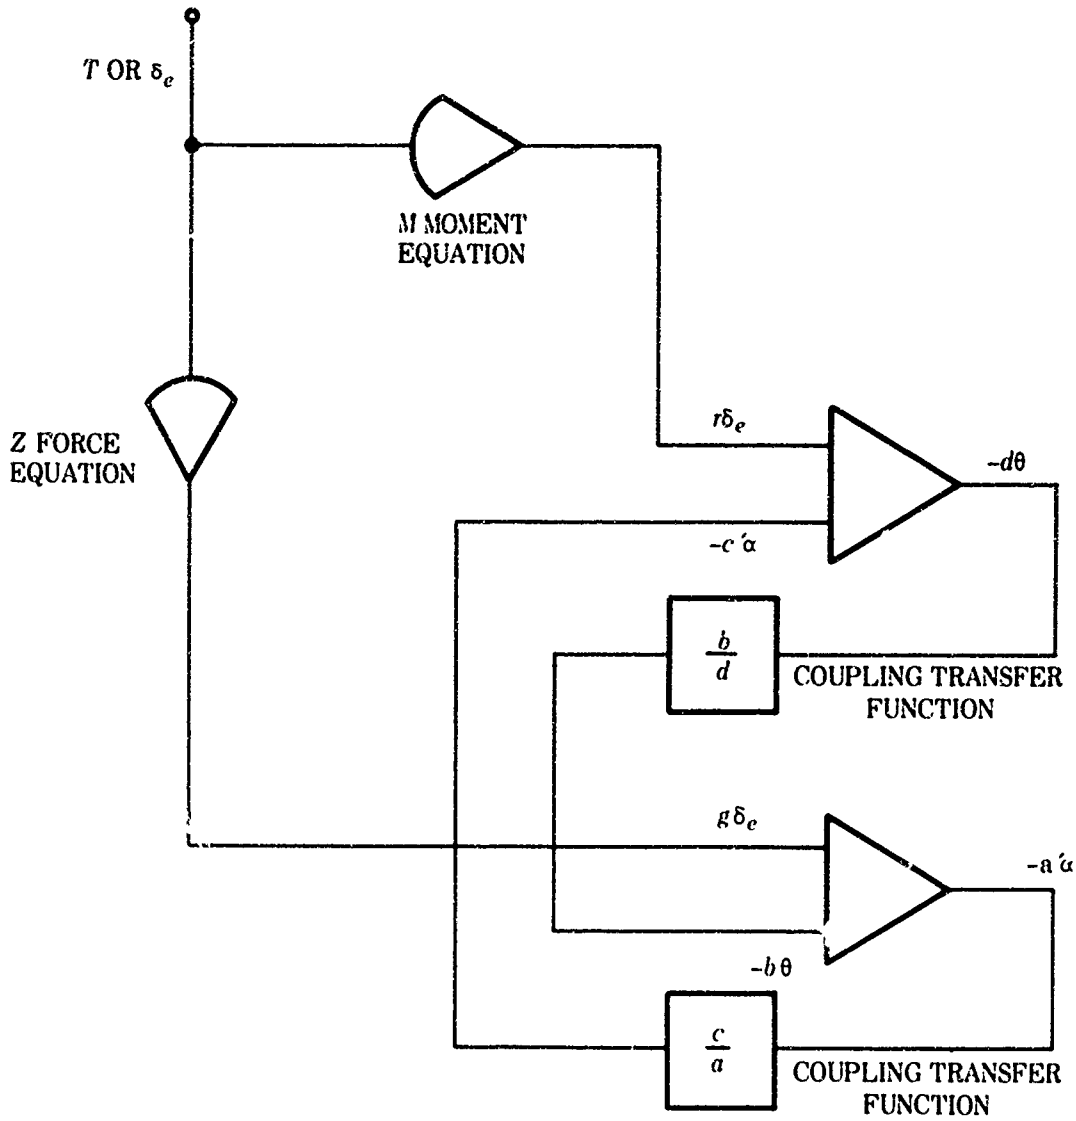 T OR δe
M MOMENT
EQUATION
Z FORCE
EQUATION
rδe
-dθ
-c ́α
b
d
COUPLING TRANSFER
FUNCTION
gδe
-a ́α
-bθ
c
a
COUPLING TRANSFER
FUNCTION